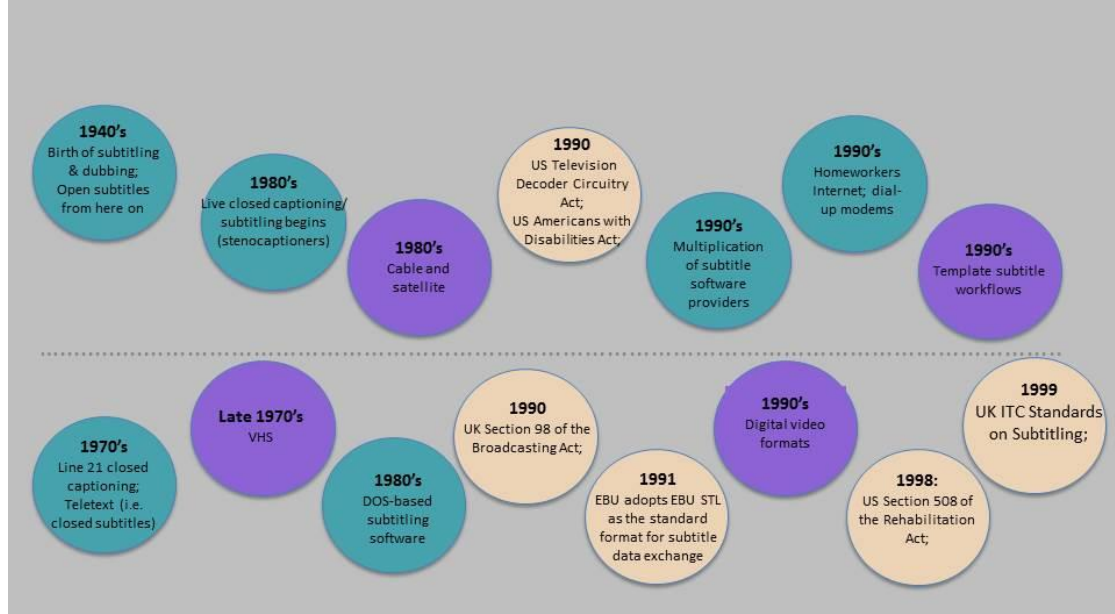 1940's
Birth of subtitling
& dubbing;
Open subtitles
from here on
1980's
Live closed captioning/
subtitling begins
(stenocaptioners)
1980's
Cable and
satellite
1990
US Television
Decoder Circuitry
Act;
US Americans with
Disabilities Act;
1990's
Multiplication
of subtitle
software
providers
1990's
Homeworkers
Internet; dial-
up modems
1990's
Template subtitle
workflows
1970's
Line 21 closed
captioning;
Teletext (i.e.
closed subtitles)
Late 1970's
VHS
1980's
DOS-based
subtitling
software
1990
UK Section 98 of the
Broadcasting Act;
1991
EBU adopts EBU STL
as the standard
format for subtitle
data exchange
1990's
Digital video
formats
1998:
US Section 508 of
the Rehabilitation
Act;
1999
UK ITC Standards
on Subtitling;